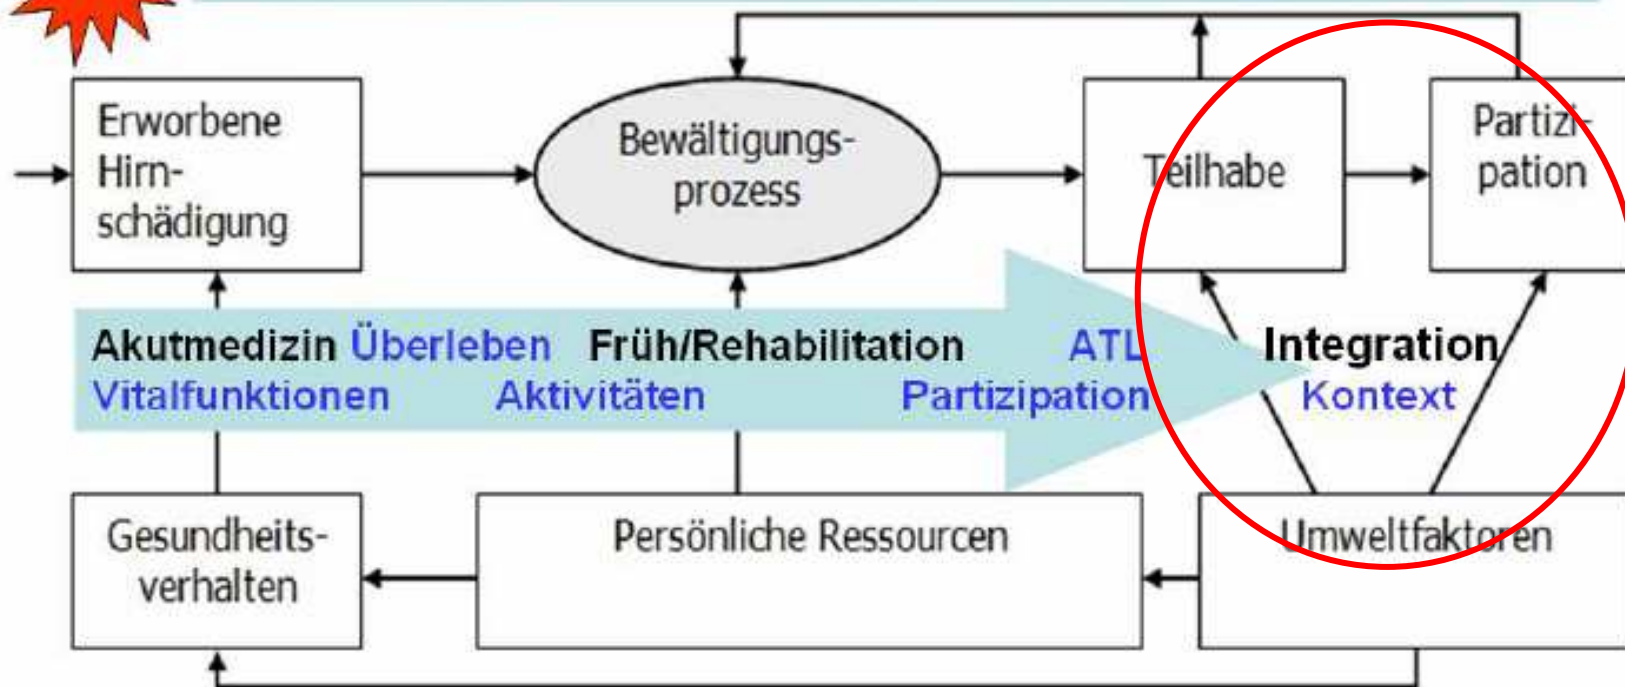 Erworbene
Hirn-
schädigung
Bewältigungs-
prozess
Teilhabe
Partizi-
pation
Akutmedizin Überleben Früh/Rehabilitation ATL Integration
Vitalfunktionen Aktivitäten Partizipation Kontext
Gesundheits-
verhalten
Persönliche Ressourcen
Umweltfaktoren